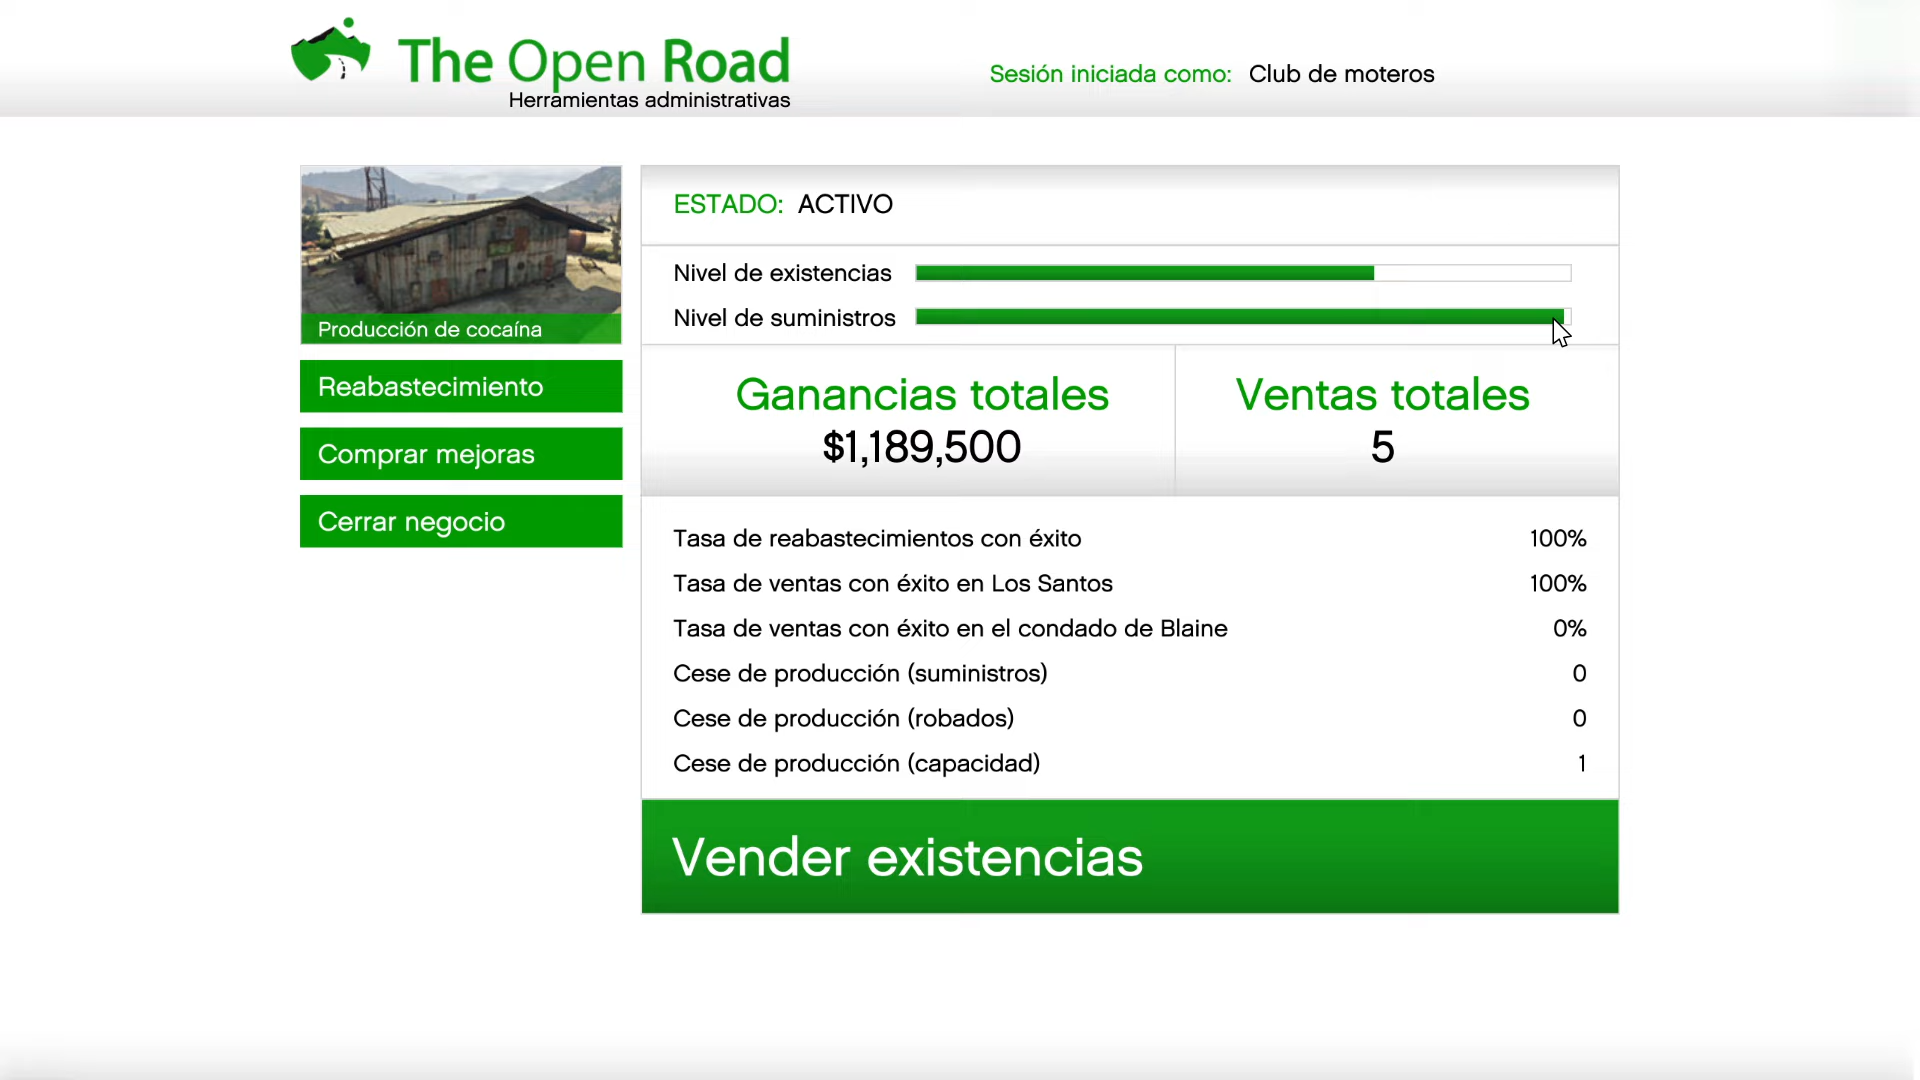 The Open Road
Herramientas administrativas
Sesión iniciada como: Club de moteros
Producción de cocaína
Reabastecimiento
Comprar mejoras
Cerrar negocio
ESTADO: ACTIVO
Nivel de existencias
Nivel de suministros
Ganancias totales
$1,189,500
Ventas totales
5
Tasa de reabastecimientos con éxito 100%
Tasa de ventas con éxito en Los Santos 100%
Tasa de ventas con éxito en el condado de Blaine 0%
Cese de producción (suministros) 0
Cese de producción (robados) 0
Cese de producción (capacidad) 1
Vender existencias